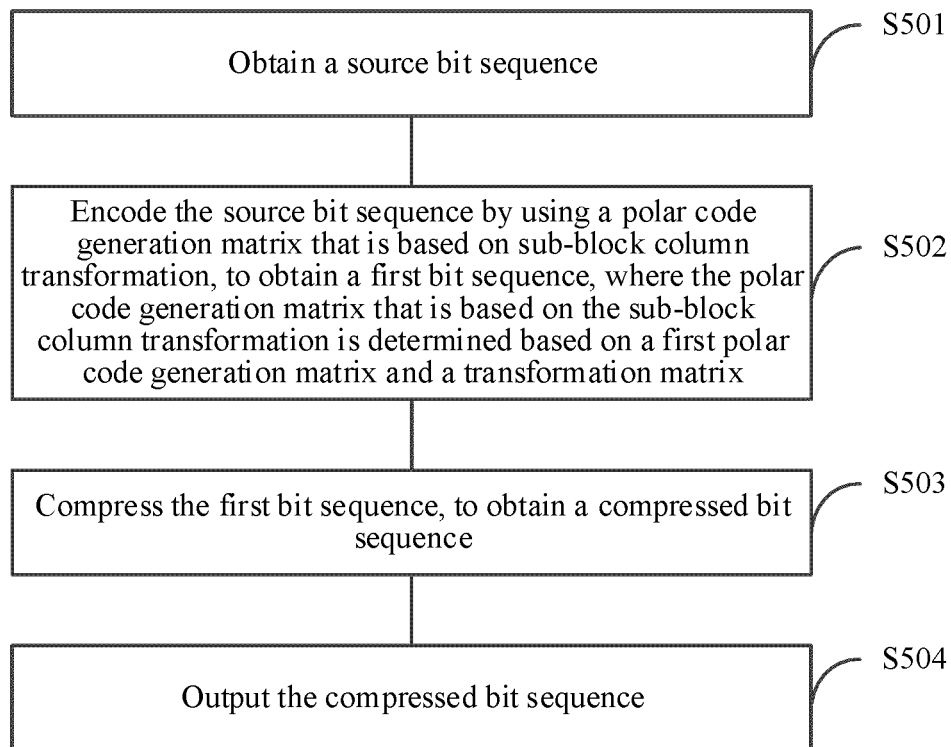 S501
Obtain a source bit sequence
Encode the source bit sequence by using a polar code
generation matrix that is based on sub-block column
transformation, to obtain a first bit sequence, where the polar
code generation matrix that is based on the sub-block
column transformation is determined based on a first polar
code generation matrix and a transformation matrix
S502
Compress the first bit sequence, to obtain a compressed bit
sequence
S503
Output the compressed bit sequence
S504